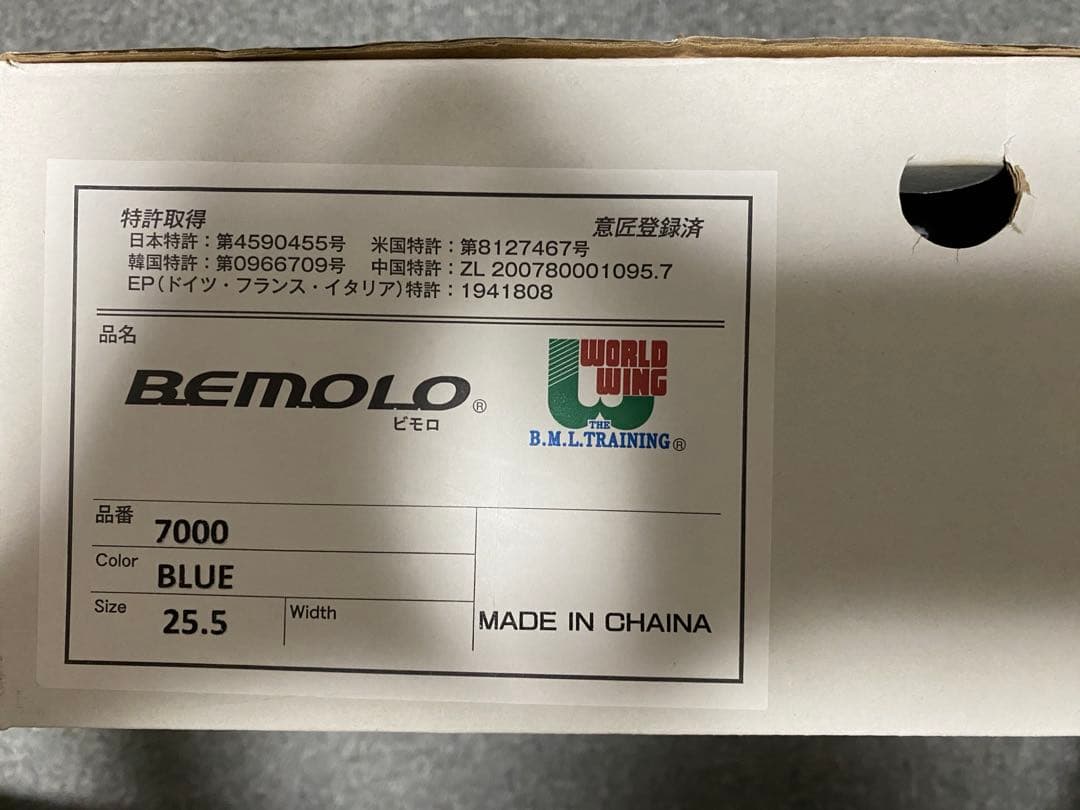 特許取得 意匠登録済
日本特許：第4590455号 米国特許：第8127467号
韓国特許：第0966709号 中国特許：ZL 200780001095.7
EP（ドイツ・フランス・イタリア）特許：1941808
品名
B.E.M.O.L.O®
ビモロ
WORLD
WING
THE
B.M.L.TRAINING®
品番 7000
Color BLUE
Size 25.5 Width
MADE IN CHAINA